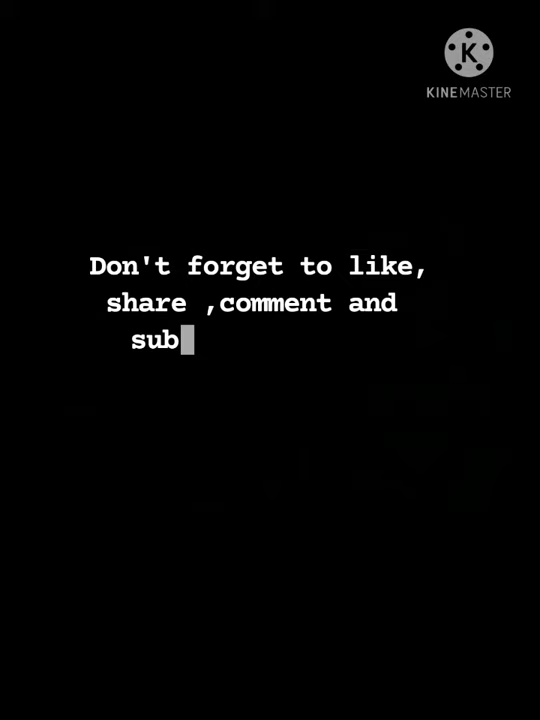 K
KINEMASTER
Don't forget to like,
share ,comment and
sub